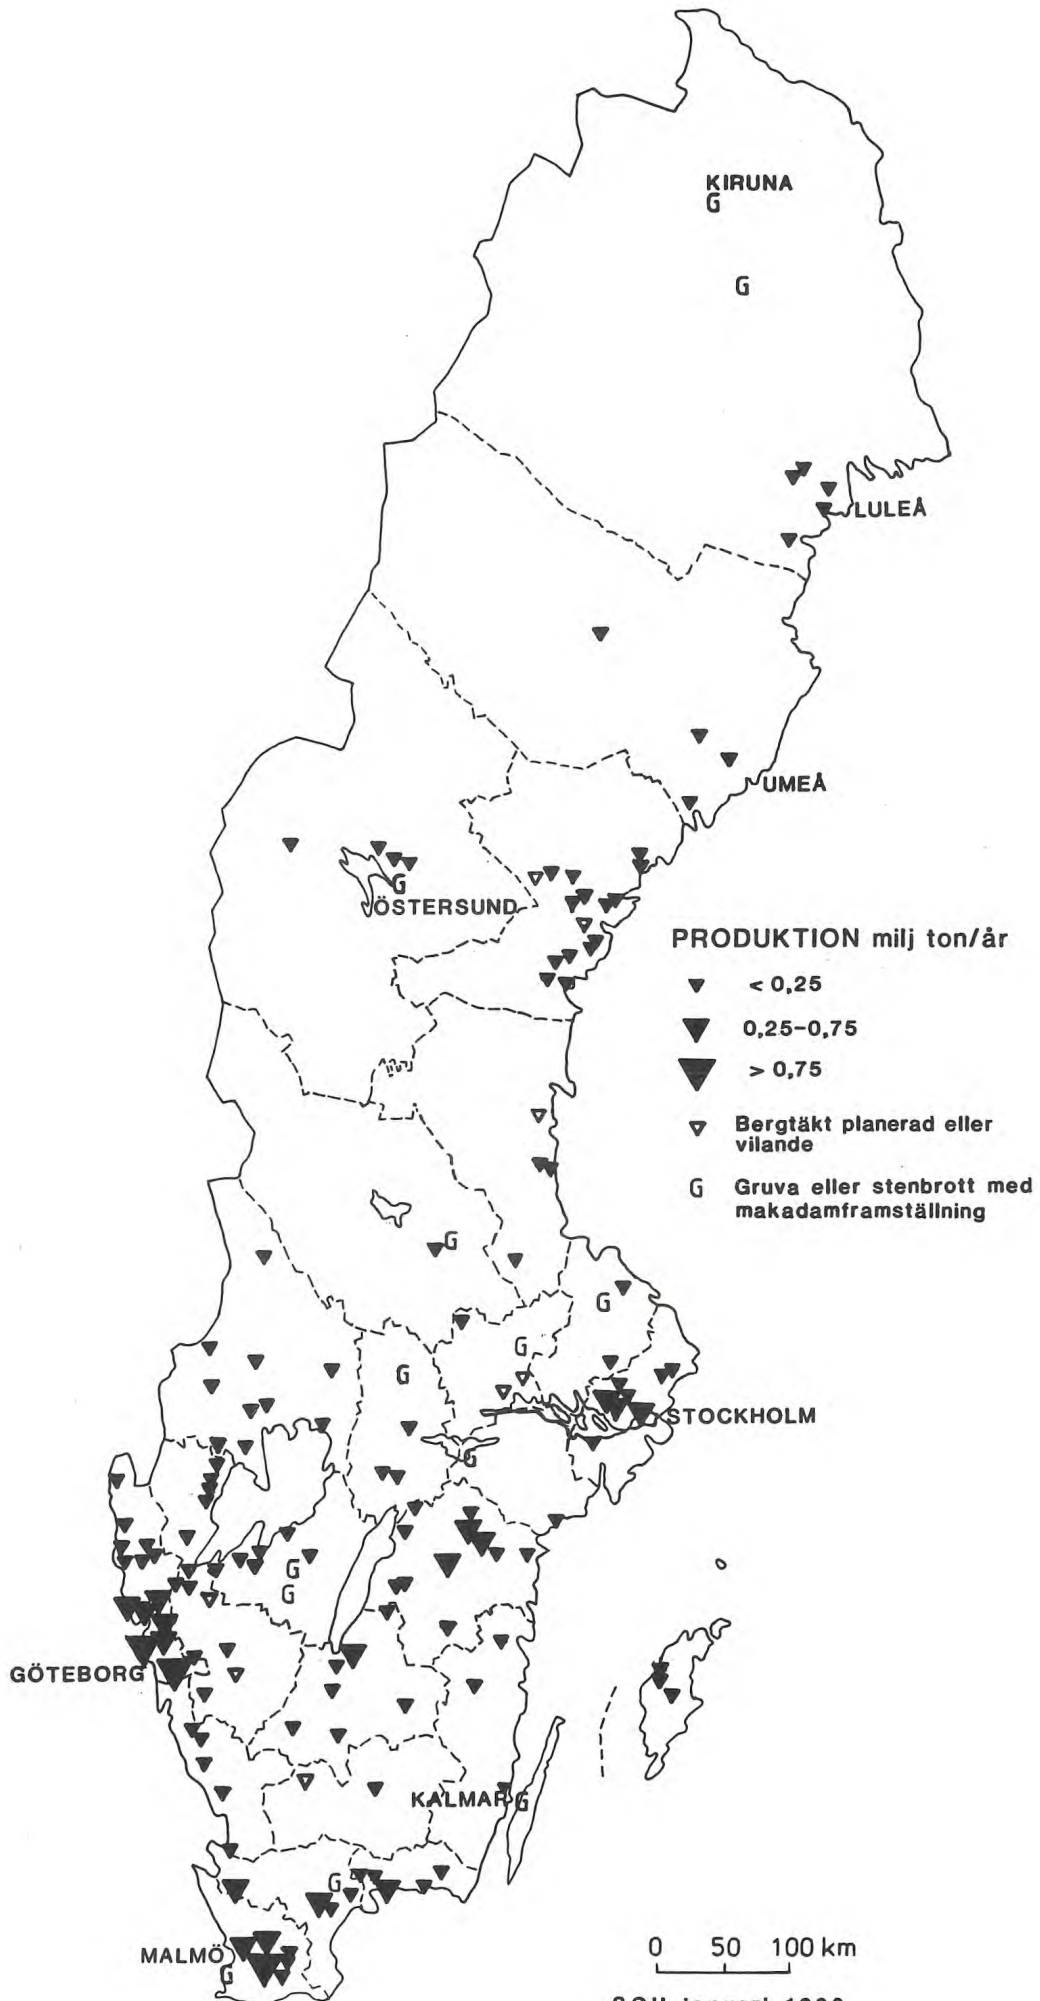 KIRUNA
G
G
LULEÅ
UMEÅ
G
ÖSTERSUND
PRODUKTION milj ton/år
< 0,25
0,25-0,75
> 0,75
Bergtäkt planerad eller
vilande
G Gruva eller stenbrott med
makadamframställning
G
G
G
G
STOCKHOLM
G
G
G
GÖTEBORG
KALMAR G
G
MALMÖ
G
0 50 100 km